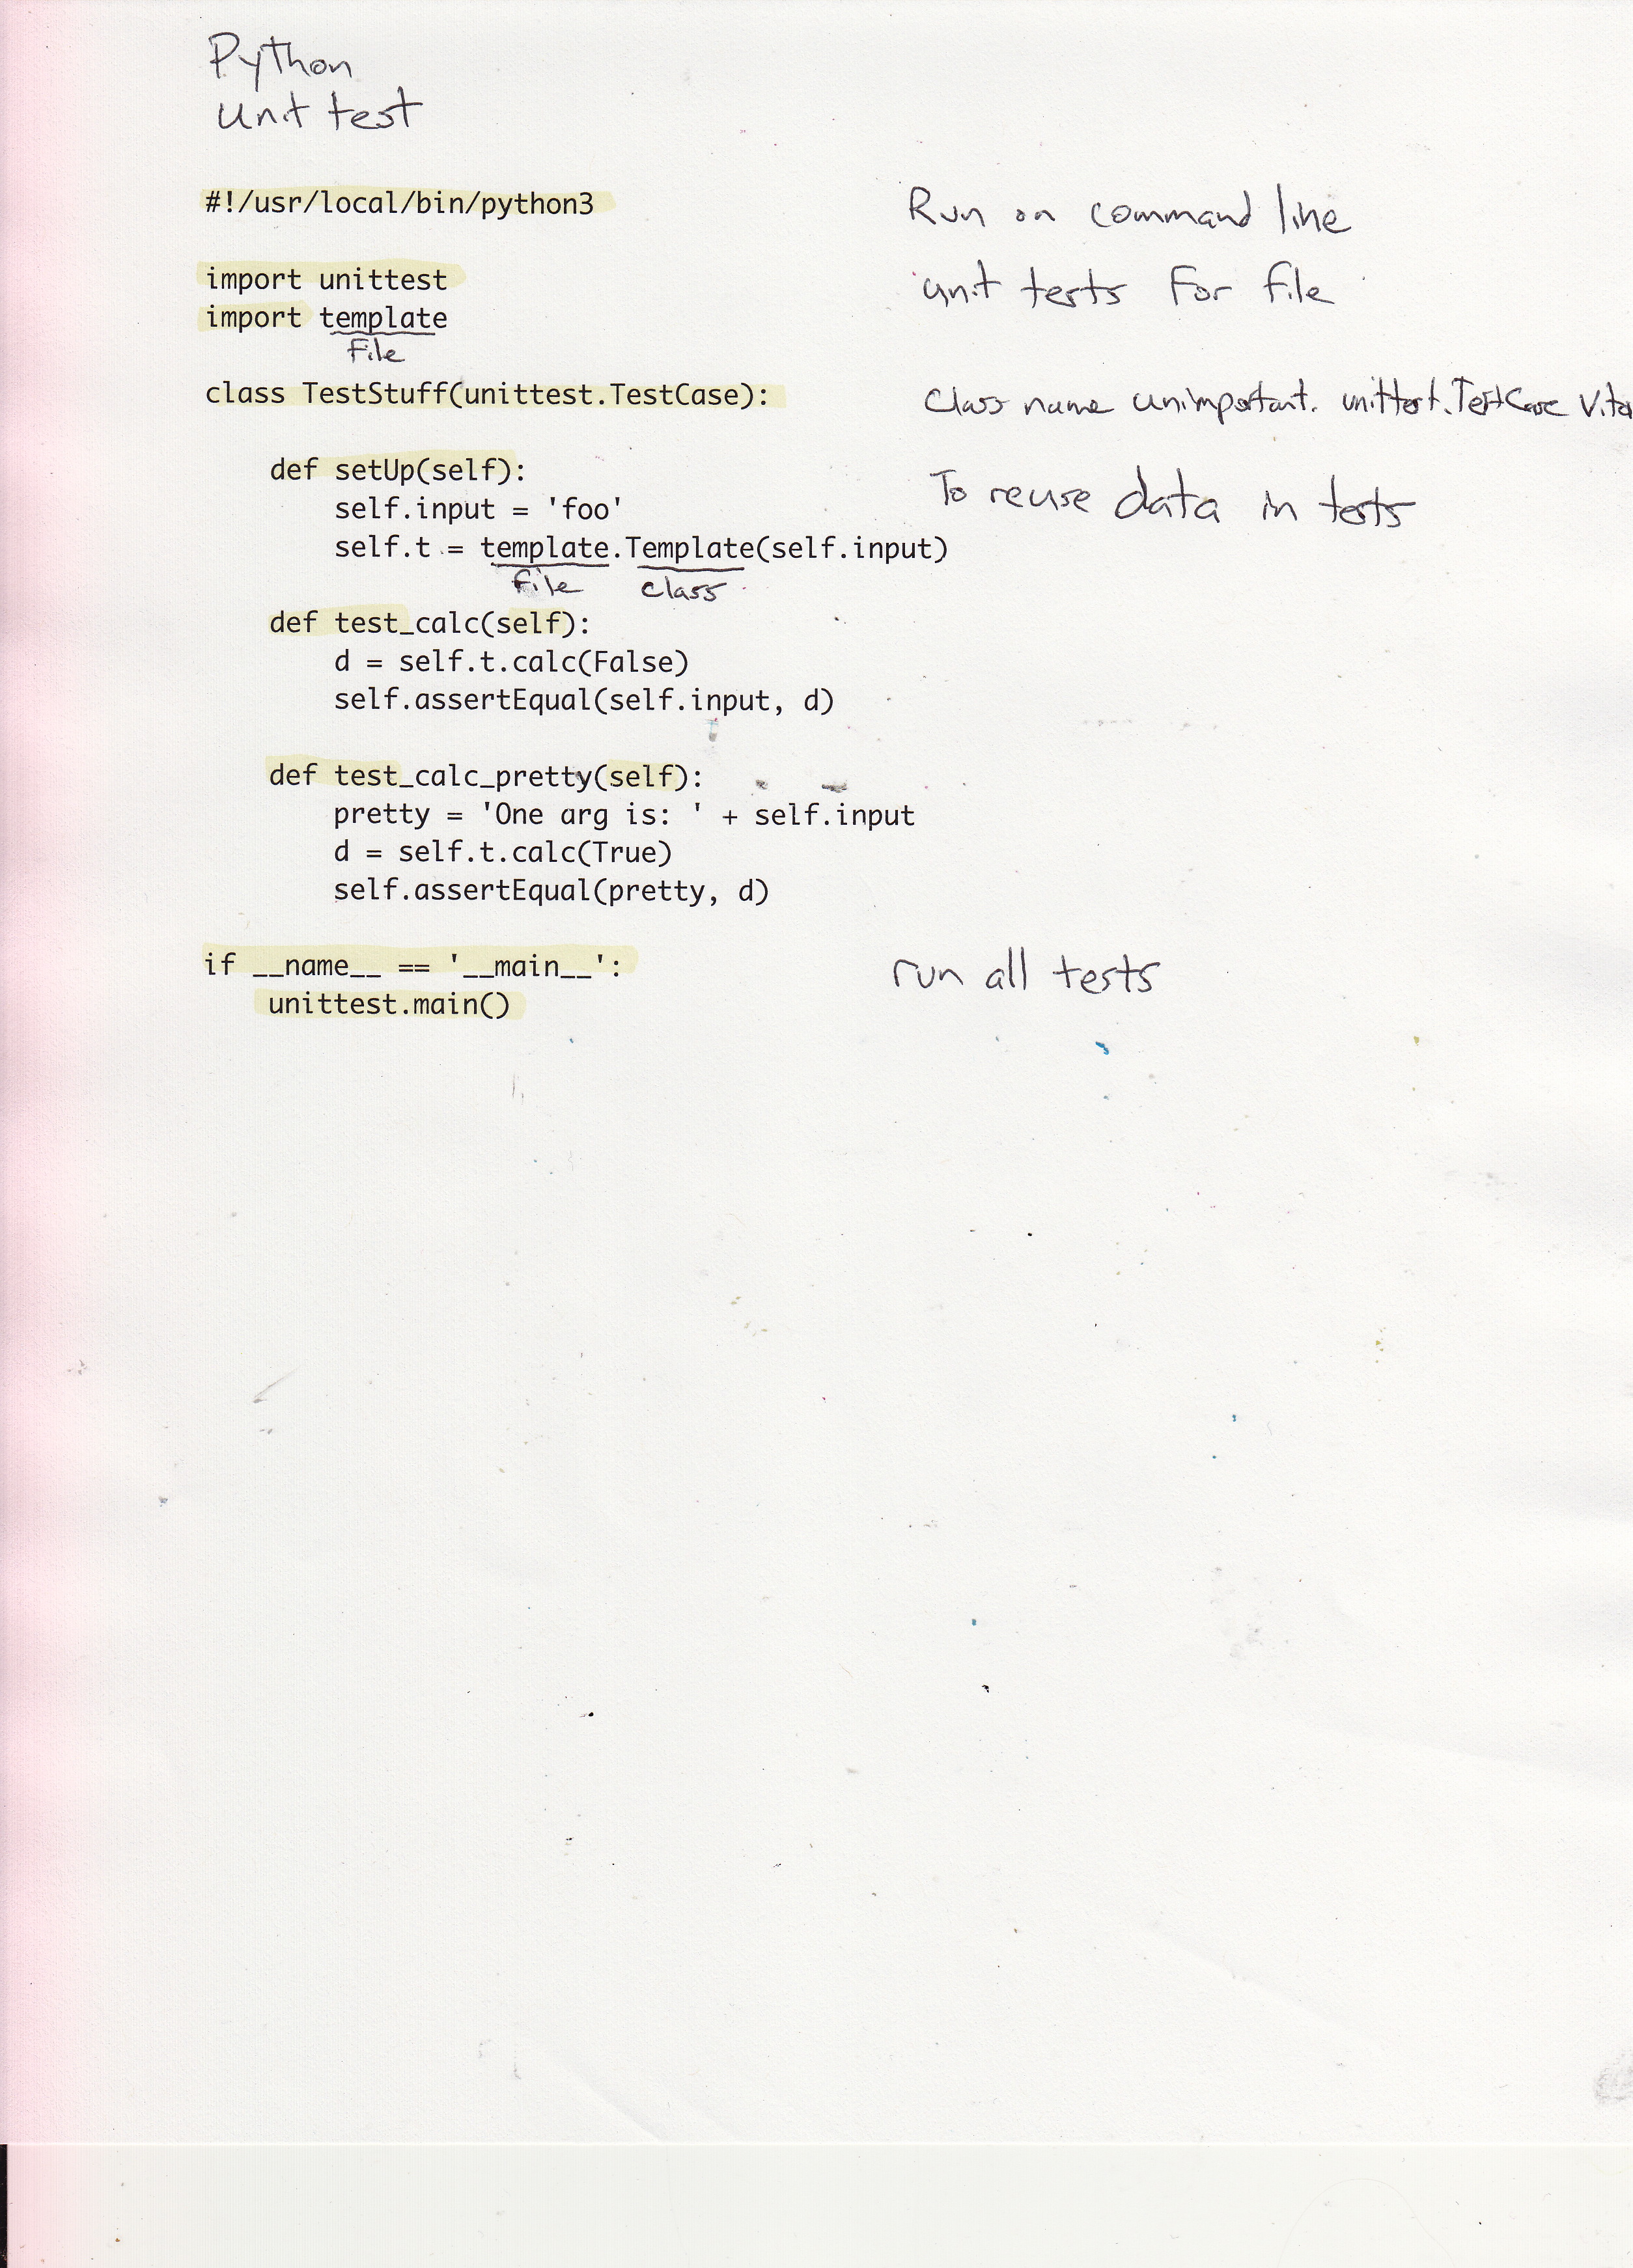 Python
unit test
#!/usr/local/bin/python3 Run on command line
import unittest unit tests for file
import template
file
class TestStuff(unittest.TestCase): Class name unimportant. unittest.TestCase vita
def setUp(self): To reuse data in tests
self.input = 'foo'
self.t = template.Template(self.input)
file class
def test_calc(self):
d = self.t.calc(False)
self.assertEqual(self.input, d)
def test_calc_pretty(self):
pretty = 'One arg is: ' + self.input
d = self.t.calc(True)
self.assertEqual(pretty, d)
if __name__ == '__main__': run all tests
unittest.main()